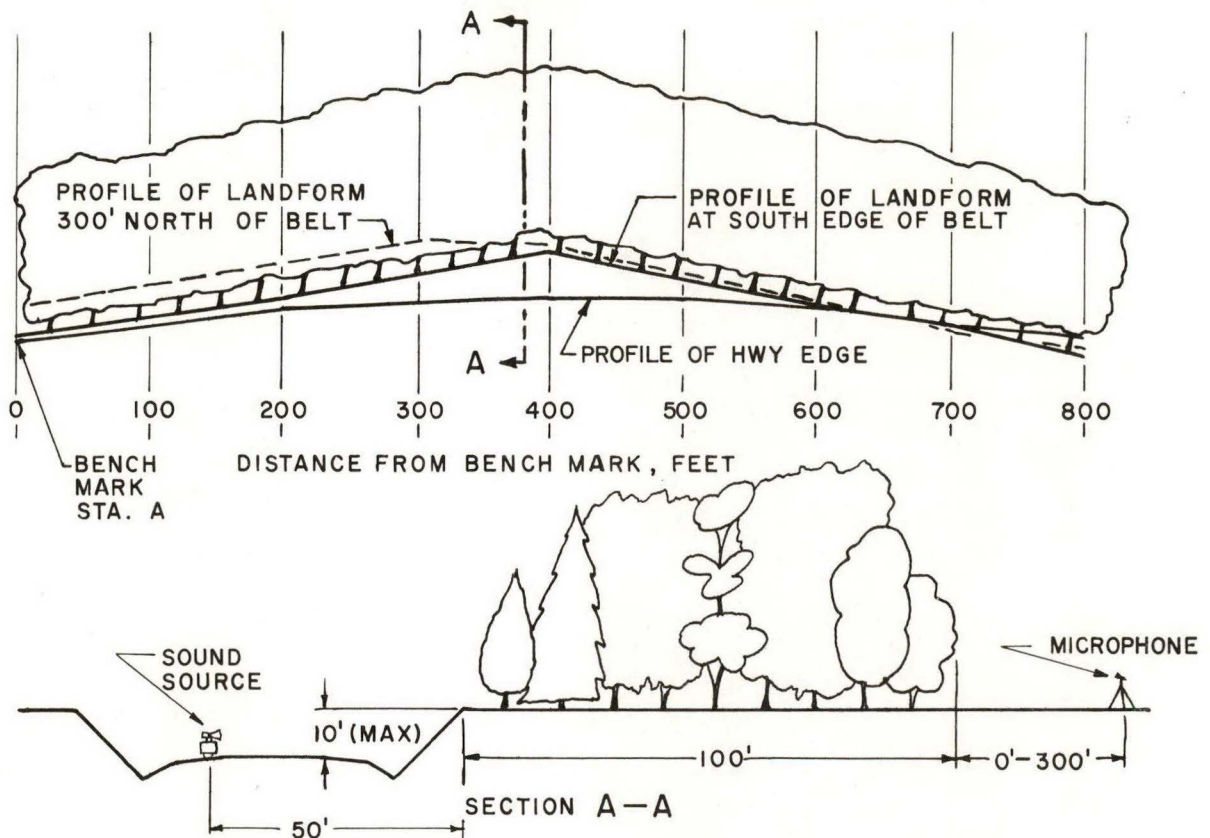 A
PROFILE OF LANDFORM
300' NORTH OF BELT
PROFILE OF LANDFORM
AT SOUTH EDGE OF BELT
A
PROFILE OF HWY EDGE
0 100 200 300 400 500 600 700 800
BENCH
MARK
STA. A
DISTANCE FROM BENCH MARK, FEET
SOUND
SOURCE
MICROPHONE
10' (MAX)
100'
0'-300'
SECTION A-A
50'